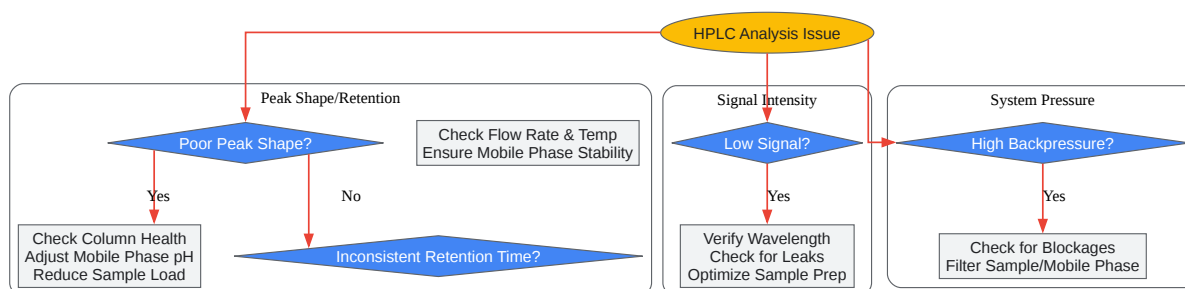 HPLC Analysis Issue
Peak Shape/Retention
Signal Intensity
System Pressure
Poor Peak Shape?
Check Flow Rate & Temp
Ensure Mobile Phase Stability
Low Signal?
High Backpressure?
Yes
No
Yes
Yes
Check Column Health
Adjust Mobile Phase pH
Reduce Sample Load
Inconsistent Retention Time?
Verify Wavelength
Check for Leaks
Optimize Sample Prep
Check for Blockages
Filter Sample/Mobile Phase